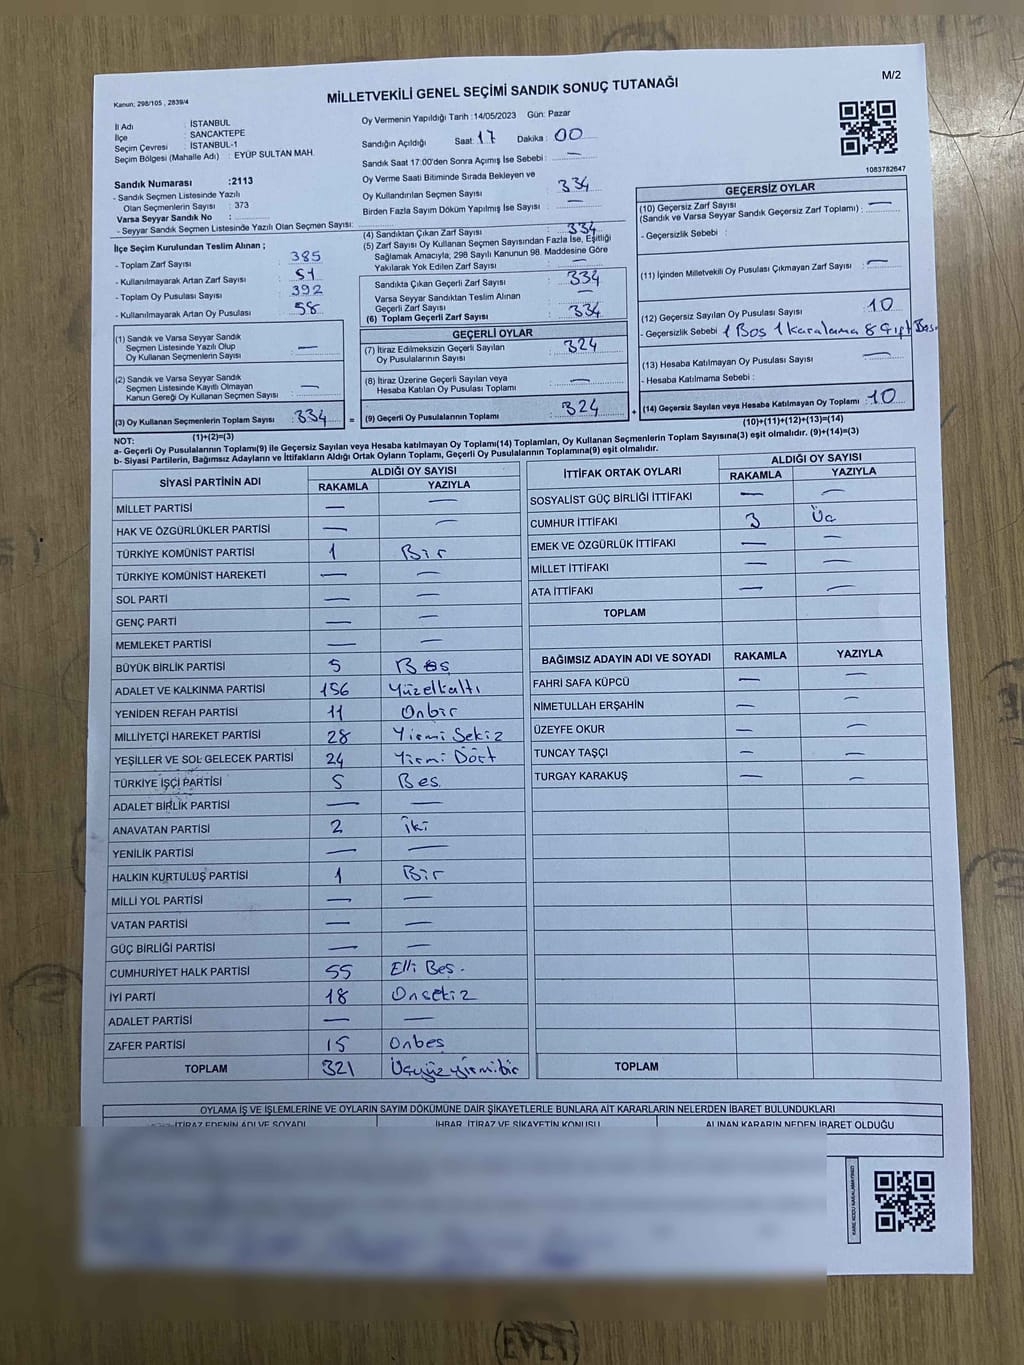 M/2
Kanun; 298/105 , 2839/4
MİLLETVEKİLİ GENEL SEÇİMİ SANDIK SONUÇ TUTANAĞI
İl Adı : İSTANBUL
İlçe : SANCAKTEPE
Seçim Çevresi : İSTANBUL-1
Seçim Bölgesi (Mahalle Adı) : EYÜP SULTAN MAH.
Sandık Numarası :2113
- Sandık Seçmen Listesinde Yazılı
Olan Seçmenlerin Sayısı : 373
Varsa Seyyar Sandık No :
- Seyyar Sandık Seçmen Listesinde Yazılı Olan Seçmen Sayısı:
Oy Vermenin Yapıldığı Tarih :14/05/2023 Gün: Pazar
Sandığın Açıldığı Saat: 17 Dakika: 00
Sandık Saat 17:00'den Sonra Açımış İse Sebebi : —
Oy Verme Saati Bitiminde Sırada Bekleyen ve
Oy Kullandırılan Seçmen Sayısı : 334
Birden Fazla Sayım Döküm Yapılmış İse Sayısı : —
1083782647
İlçe Seçim Kurulundan Teslim Alınan ;
- Toplam Zarf Sayısı : 385
- Kullanılmayarak Artan Zarf Sayısı : 51
- Toplam Oy Pusulası Sayısı : 392
- Kullanılmayarak Artan Oy Pusulası : 58
(1) Sandık ve Varsa Seyyar Sandık
Seçmen Listesinde Yazılı Olup
Oy Kullanan Seçmenlerin Sayısı : —
(2) Sandık ve Varsa Seyyar Sandık
Seçmen Listesinde Kayıtlı Olmayan
Kanun Gereği Oy Kullanan Seçmen Sayısı : —
(3) Oy Kullanan Seçmenlerin Toplam Sayısı : 334 =
(1)+(2)=(3)
(4) Sandıktan Çıkan Zarf Sayısı : 334
(5) Zarf Sayısı Oy Kullanan Seçmen Sayısından Fazla İse, Eşitliği
Sağlamak Amacıyla, 298 Sayılı Kanunun 98. Maddesine Göre
Yakılarak Yok Edilen Zarf Sayısı : —
Sandıkta Çıkan Geçerli Zarf Sayısı : 334
Varsa Seyyar Sandıktan Teslim Alınan
Geçerli Zarf Sayısı : —
(6) Toplam Geçerli Zarf Sayısı : 334
GEÇERLİ OYLAR
(7) İtiraz Edilmeksizin Geçerli Sayılan
Oy Pusulalarının Sayısı : 324
(8) İtiraz Üzerine Geçerli Sayılan veya
Hesaba Katılan Oy Pusulası Toplamı : —
(9) Geçerli Oy Pusulalarının Toplamı : 324 +
GEÇERSİZ OYLAR
(10) Geçersiz Zarf Sayısı : —
(Sandık ve Varsa Seyyar Sandık Geçersiz Zarf Toplamı) :
- Geçersizlik Sebebi :
(11) İçinden Milletvekili Oy Pusulası Çıkmayan Zarf Sayısı : —
(12) Geçersiz Sayılan Oy Pusulası Sayısı : 10
- Geçersizlik Sebebi 1 Boş 1 karalama 8 Çift Bas.
(13) Hesaba Katılmayan Oy Pusulası Sayısı : —
- Hesaba Katılmama Sebebi :
(14) Geçersiz Sayılan veya Hesaba Katılmayan Oy Toplamı : 10
(10)+(11)+(12)+(13)=(14)
NOT:
a- Geçerli Oy Pusulalarının Toplamı(9) ile Geçersiz Sayılan veya Hesaba katılmayan Oy Toplamı(14) Toplamları, Oy Kullanan Seçmenlerin Toplam Sayısına(3) eşit olmalıdır. (9)+(14)=(3)
b- Siyasi Partilerin, Bağımsız Adayların ve İttifakların Aldığı Ortak Oyların Toplamı, Geçerli Oy Pusulalarının Toplamına(9) eşit olmalıdır.
SİYASİ PARTİNİN ADI ALDIĞI OY SAYISI
RAKAMLA YAZIYLA
MİLLET PARTİSİ — —
HAK VE ÖZGÜRLÜKLER PARTİSİ — —
TÜRKİYE KOMÜNİST PARTİSİ 1 Bir
TÜRKİYE KOMÜNİST HAREKETİ — —
SOL PARTİ — —
GENÇ PARTİ — —
MEMLEKET PARTİSİ — —
BÜYÜK BİRLİK PARTİSİ 5 Beş
ADALET VE KALKINMA PARTİSİ 156 Yüzellialtı
YENİDEN REFAH PARTİSİ 11 Onbir
MİLLİYETÇİ HAREKET PARTİSİ 28 Yirmi Sekiz
YEŞİLLER VE SOL GELECEK PARTİSİ 24 Yirmi Dört
TÜRKİYE İŞÇİ PARTİSİ 5 Beş
ADALET BİRLİK PARTİSİ — —
ANAVATAN PARTİSİ 2 İki
YENİLİK PARTİSİ — —
HALKIN KURTULUŞ PARTİSİ 1 Bir
MİLLİ YOL PARTİSİ — —
VATAN PARTİSİ — —
GÜÇ BİRLİĞİ PARTİSİ — —
CUMHURİYET HALK PARTİSİ 55 Elli Beş.
İYİ PARTİ 18 Onsekiz
ADALET PARTİSİ — —
ZAFER PARTİSİ 15 Onbeş
TOPLAM 321 Üçyüzyirmibir
İTTİFAK ORTAK OYLARI ALDIĞI OY SAYISI
RAKAMLA YAZIYLA
SOSYALİST GÜÇ BİRLİĞİ İTTİFAKI — —
CUMHUR İTTİFAKI 3 Üç
EMEK VE ÖZGÜRLÜK İTTİFAKI — —
MİLLET İTTİFAKI — —
ATA İTTİFAKI — —
TOPLAM
BAĞIMSIZ ADAYIN ADI VE SOYADI RAKAMLA YAZIYLA
FAHRİ SAFA KÜPCÜ — —
NİMETULLAH ERŞAHİN — —
ÜZEYFE OKUR — —
TUNCAY TAŞÇI — —
TURGAY KARAKUŞ — —
TOPLAM
OYLAMA İŞ VE İŞLEMLERİNE VE OYLARIN SAYIM DÖKÜMÜNE DAİR ŞİKAYETLERLE BUNLARA AİT KARARLARIN NELERDEN İBARET BULUNDUKLARI
İTİRAZ EDENİN ADI VE SOYADI İHBAR, İTİRAZ VE ŞİKAYETİN KONUSU ALINAN KARARIN NEDEN İBARET OLDUĞU
EVET